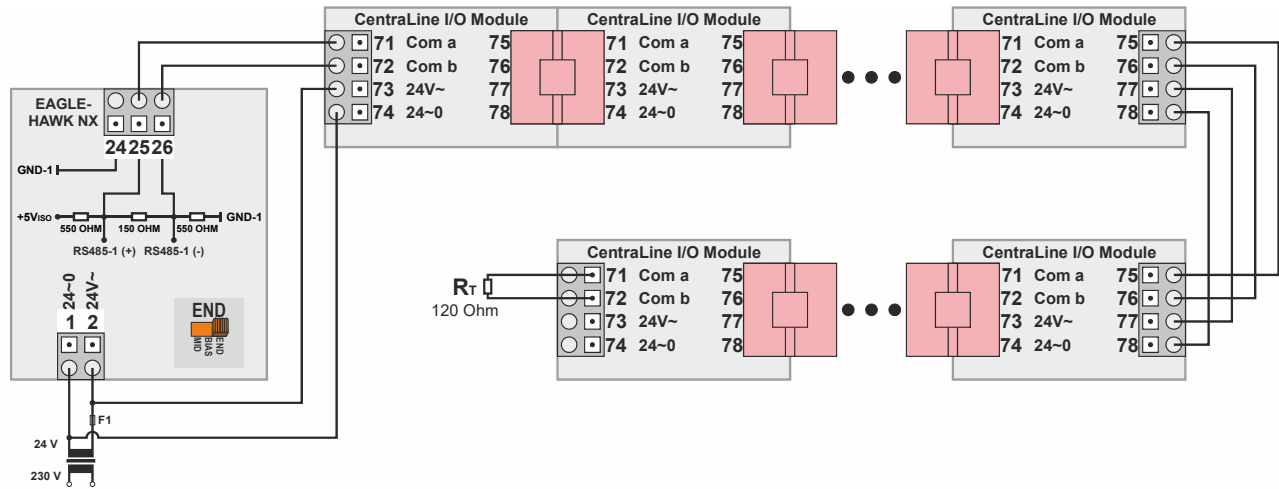 CentraLine I/O Module CentraLine I/O Module CentraLine I/O Module
71 Com a 75 71 Com a 75 71 Com a 75
72 Com b 76 72 Com b 76 72 Com b 76
73 24V~ 77 73 24V~ 77 73 24V~ 77
74 24~0 78 74 24~0 78 74 24~0 78
EAGLE-
HAWK NX
24 25 26
GND-1
+5VISO GND-1
550 OHM 150 OHM 550 OHM
RS485-1 (+) RS485-1 (-)
CentraLine I/O Module CentraLine I/O Module
71 Com a 75 71 Com a 75
72 Com b 76 72 Com b 76
73 24V~ 77 73 24V~ 77
74 24~0 78 74 24~0 78
RT
120 Ohm
24~0 24V~
1 2
END
MID BIAS END
F1
24 V
230 V